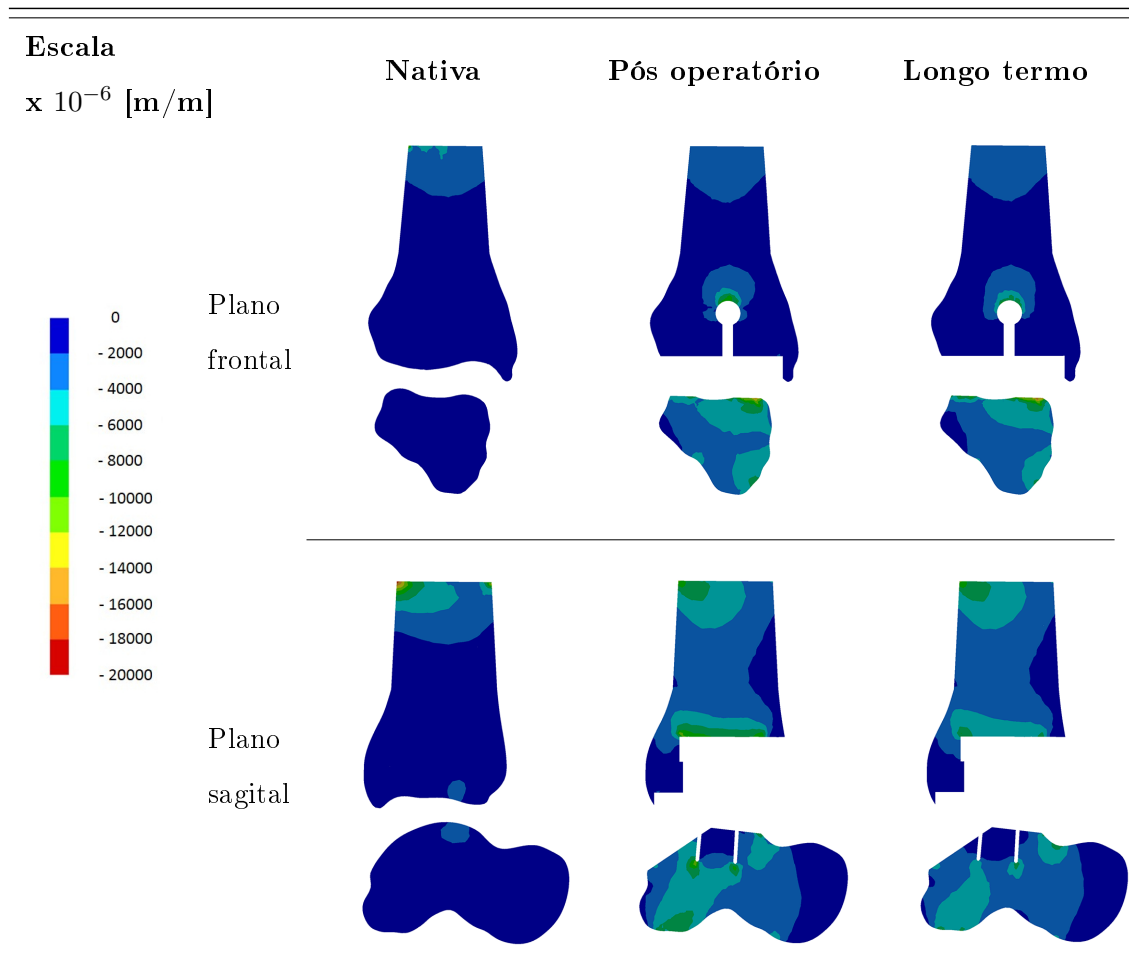 Escala
x 10⁻⁶ [m/m]
Nativa Pós operatório Longo termo
Plano
frontal
0
- 2000
- 4000
- 6000
- 8000
- 10000
- 12000
- 14000
- 16000
- 18000
- 20000
Plano
sagital